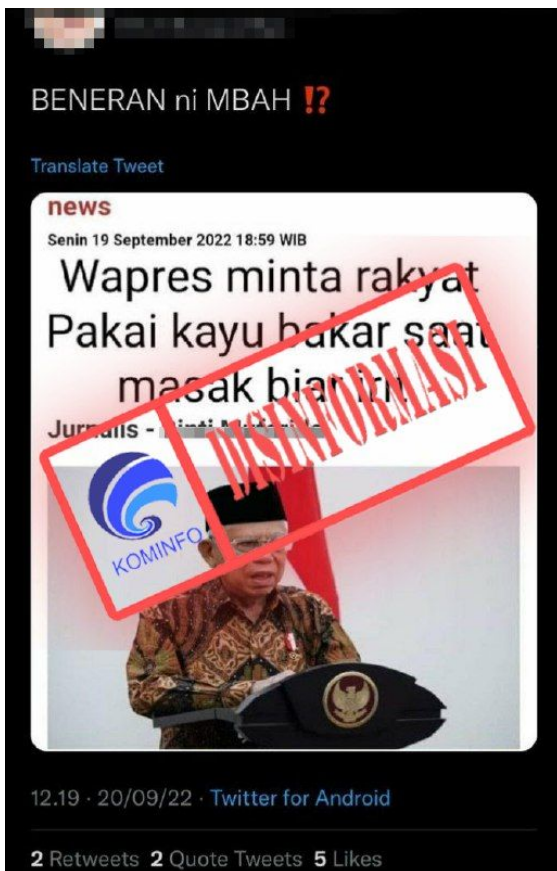 BENERAN ni MBAH ⁉
Translate Tweet
news
Senin 19 September 2022 18:59 WIB
Wapres minta rakyat
Pakai kayu bakar saat
masak biar irit
Jurnalis -
DISINFORMASI
KOMINFO
12.19 · 20/09/22 · Twitter for Android
2 Retweets 2 Quote Tweets 5 Likes